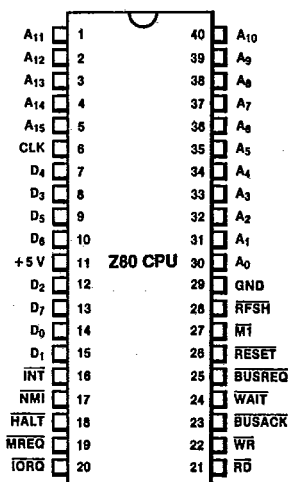 A11 1 40 A10
A12 2 39 A9
A13 3 38 A8
A14 4 37 A7
A15 5 36 A6
CLK 6 35 A5
D4 7 34 A4
D3 8 33 A3
D5 9 32 A2
D6 10 31 A1
+5 V 11 Z80 CPU 30 A0
D2 12 29 GND
D7 13 28 RFSH
D0 14 27 M1
D1 15 26 RESET
INT 16 25 BUSREQ
NMI 17 24 WAIT
HALT 18 23 BUSACK
MREQ 19 22 WR
IORQ 20 21 RD